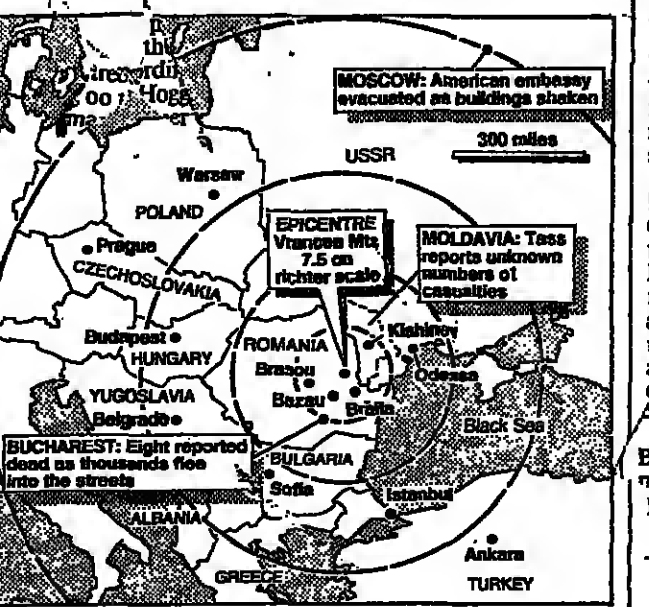 MOSCOW: American embassy
evacuated as buildings shaken
300 miles
USSR
Warsaw
POLAND
EPICENTRE
Vrancea Mts
7.5 on
richter scale
MOLDAVIA: Tass
reports unknown
numbers of
casualties
Prague
CZECHOSLOVAKIA
Budapest
HUNGARY
ROMANIA
Kishinev
Odessa
Brasou
Bazau
Braila
YUGOSLAVIA
Belgrade
Black Sea
BUCHAREST: Eight reported
dead as thousands flee
into the streets
BULGARIA
Sofia
Istanbul
ALBANIA
GREECE
Ankara
TURKEY